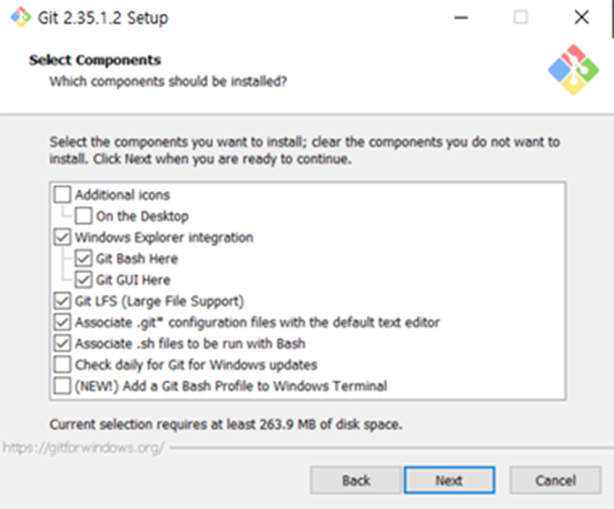 Git 2.35.1.2 Setup
Select Components
Which components should be installed?
Select the components you want to install; clear the components you do not want to
install. Click Next when you are ready to continue.
Additional icons
On the Desktop
Windows Explorer integration
Git Bash Here
Git GUI Here
Git LFS (Large File Support)
Associate .git* configuration files with the default text editor
Associate .sh files to be run with Bash
Check daily for Git for Windows updates
(NEW!) Add a Git Bash Profile to Windows Terminal
Current selection requires at least 263.9 MB of disk space.
https://gitforwindows.org/
Back Next Cancel